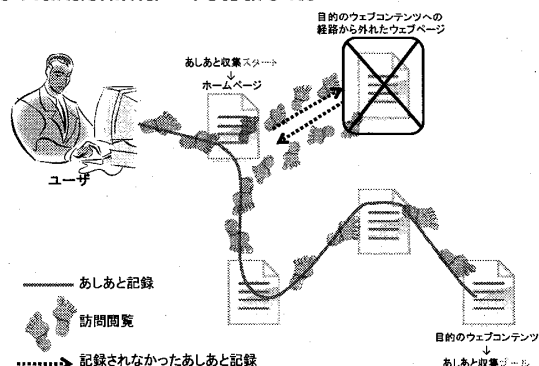 目的のウェブコンテンツへの
経路から外れたウェブページ
あしあと収集スタート
↓
ホームページ
ユーザ
あしあと記録
訪問閲覧
記録されなかったあしあと記録
目的のウェブコンテンツ
↓
あしあと収集ゴール